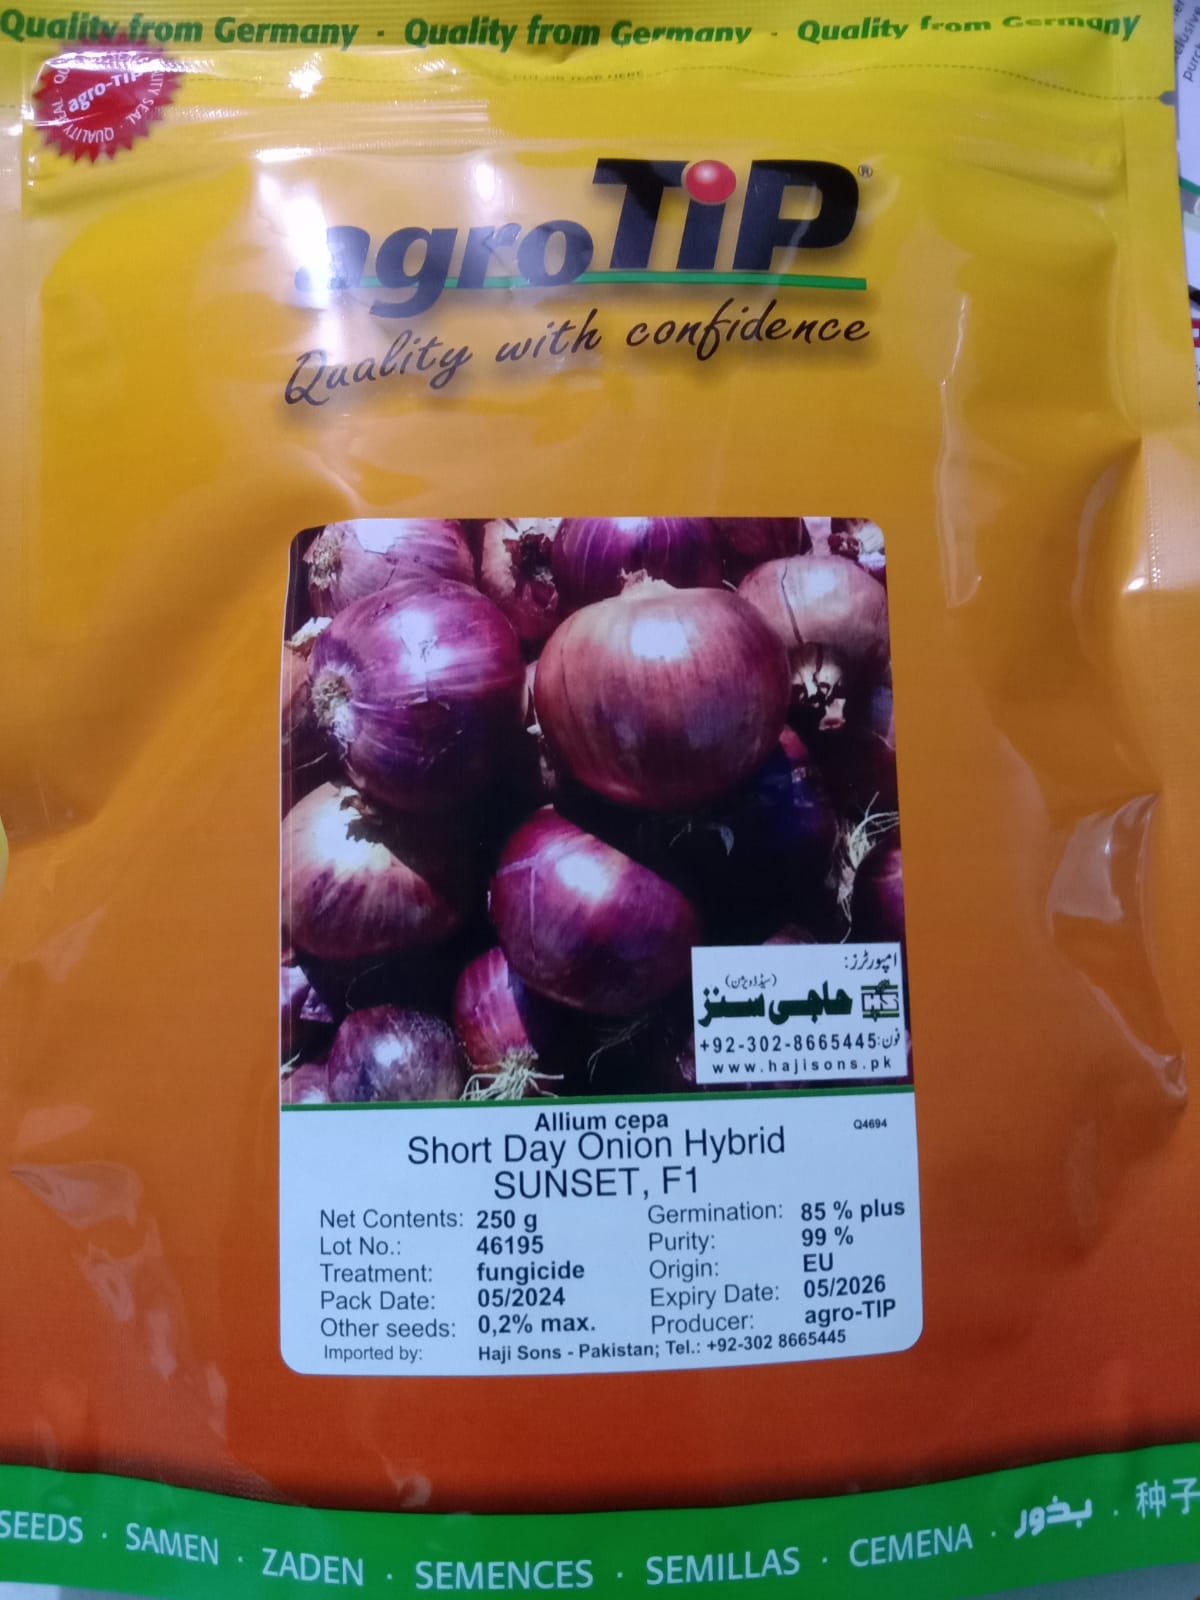 Quality from Germany · Quality from Germany · Quality from Germany
agro-TIP
QUALITY SEAL
agroTiP®
Quality with confidence
امپورٹرز:
(سیڈ ڈویژن)
حاجی سنز
فون:+92-302-8665445
www.hajisons.pk
Allium cepa
Q4694
Short Day Onion Hybrid
SUNSET, F1
Net Contents: 250 g Germination: 85 % plus
Lot No.: 46195 Purity: 99 %
Treatment: fungicide Origin: EU
Pack Date: 05/2024 Expiry Date: 05/2026
Other seeds: 0,2% max. Producer: agro-TIP
Imported by: Haji Sons - Pakistan; Tel.: +92-302 8665445
SEEDS · SAMEN · ZADEN · SEMENCES · SEMILLAS · CEMENA · بذور · 种子